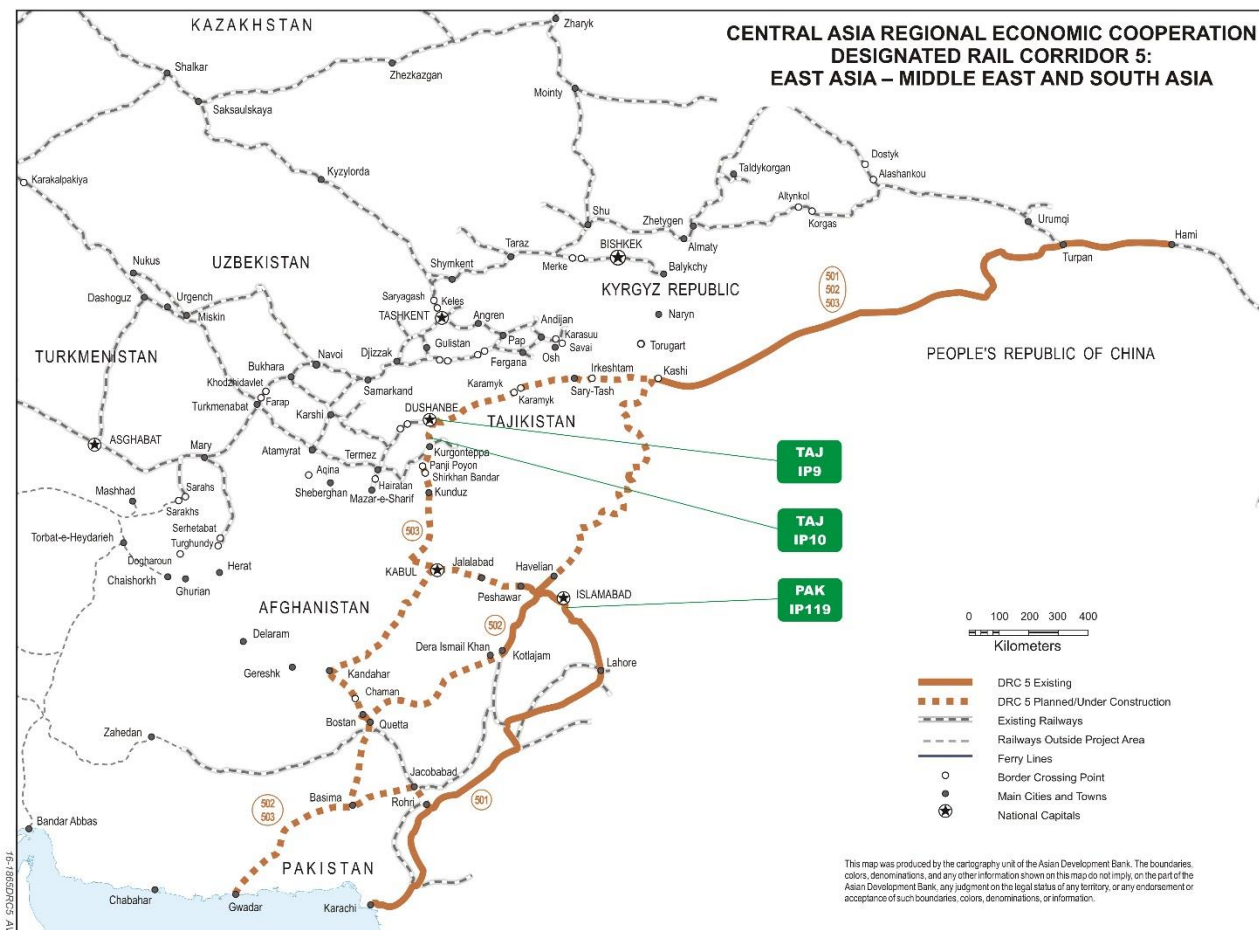 CENTRAL ASIA REGIONAL ECONOMIC COOPERATION
DESIGNATED RAIL CORRIDOR 5:
EAST ASIA – MIDDLE EAST AND SOUTH ASIA
KAZAKHSTAN
Zharyk
Shalkar
Zhezkazgan
Saksaulskaya
Mointy
Dostyk
Alashankou
Taldykorgan
Karakalpakiya
Kyzylorda
Altynkol
Korgas
Shu
Zhetygen
Urumqi
Almaty
Turpan
Hami
Taraz
BISHKEK
Merke
Balykchy
Nukus
UZBEKISTAN
Shymkent
KYRGYZ REPUBLIC
501
502
503
Dashoguz
Urgench
Miskin
Saryagash
Keles
TASHKENT
Angren
Andijan
Naryn
Karasuu
Savai
Pap
Osh
Torugart
Gulistan
Fergana
TURKMENISTAN
Navoi
Djizzak
Bukhara
Khodzhidavlet
Farap
Turkmenabat
Samarkand
Irkeshtam
Kashi
Sary-Tash
Karamyk
Karamyk
PEOPLE'S REPUBLIC OF CHINA
Karshi
DUSHANBE
TAJIKISTAN
ASGHABAT
Mary
Atamyrat
Termez
Kurgonteppa
Panji Poyon
Shirkhan Bandar
Aqina
Hairatan
Sheberghan
Mazar-e-Sharif
Kunduz
TAJ
IP9
Mashhad
Sarahs
Sarakhs
Serhetabat
Turghundy
Torbat-e-Heydarieh
Dogharoun
Chaishorkh
Ghurian
Herat
503
TAJ
IP10
KABUL
Jalalabad
Havelian
Peshawar
ISLAMABAD
PAK
IP119
AFGHANISTAN
Delaram
Gereshk
Kandahar
502
Dera Ismail Khan
Kotlajam
Lahore
Chaman
Bostan
Quetta
Zahedan
Jacobabad
Basima
Rohri
501
502
503
Bandar Abbas
PAKISTAN
Chabahar
Gwadar
Karachi
0 100 200 300 400
Kilometers
DRC 5 Existing
DRC 5 Planned/Under Construction
Existing Railways
Railways Outside Project Area
Ferry Lines
Border Crossing Point
Main Cities and Towns
National Capitals
This map was produced by the cartography unit of the Asian Development Bank. The boundaries,
colors, denominations, and any other information shown on this map do not imply, on the part of the
Asian Development Bank, any judgment on the legal status of any territory, or any endorsement or
acceptance of such boundaries, colors, denominations, or information.
16-1865DRC5